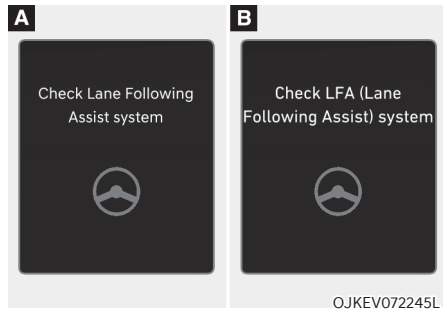 A
Check Lane Following
Assist system
B
Check LFA (Lane
Following Assist) system
OJKEV072245L